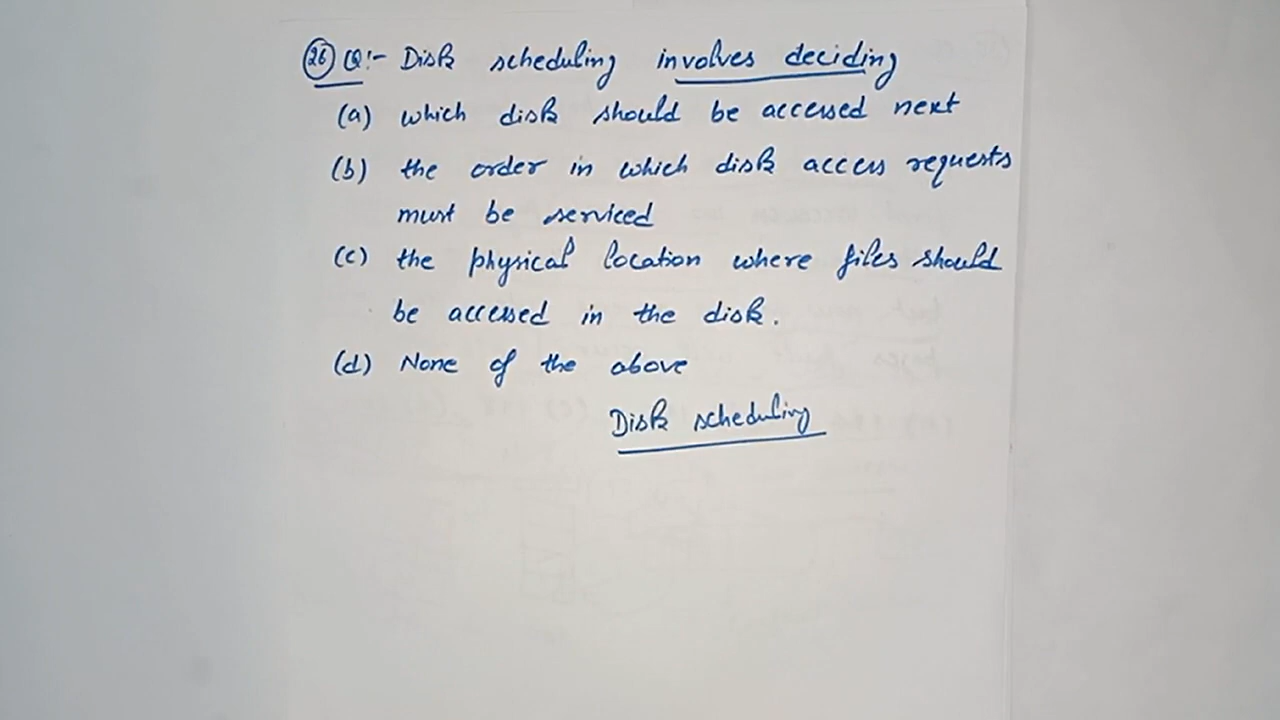 26 Q:- Disk scheduling involves deciding
(a) which disk should be accessed next
(b) the order in which disk access requests
must be serviced
(c) the physical location where files should
be accessed in the disk.
(d) None of the above
Disk scheduling